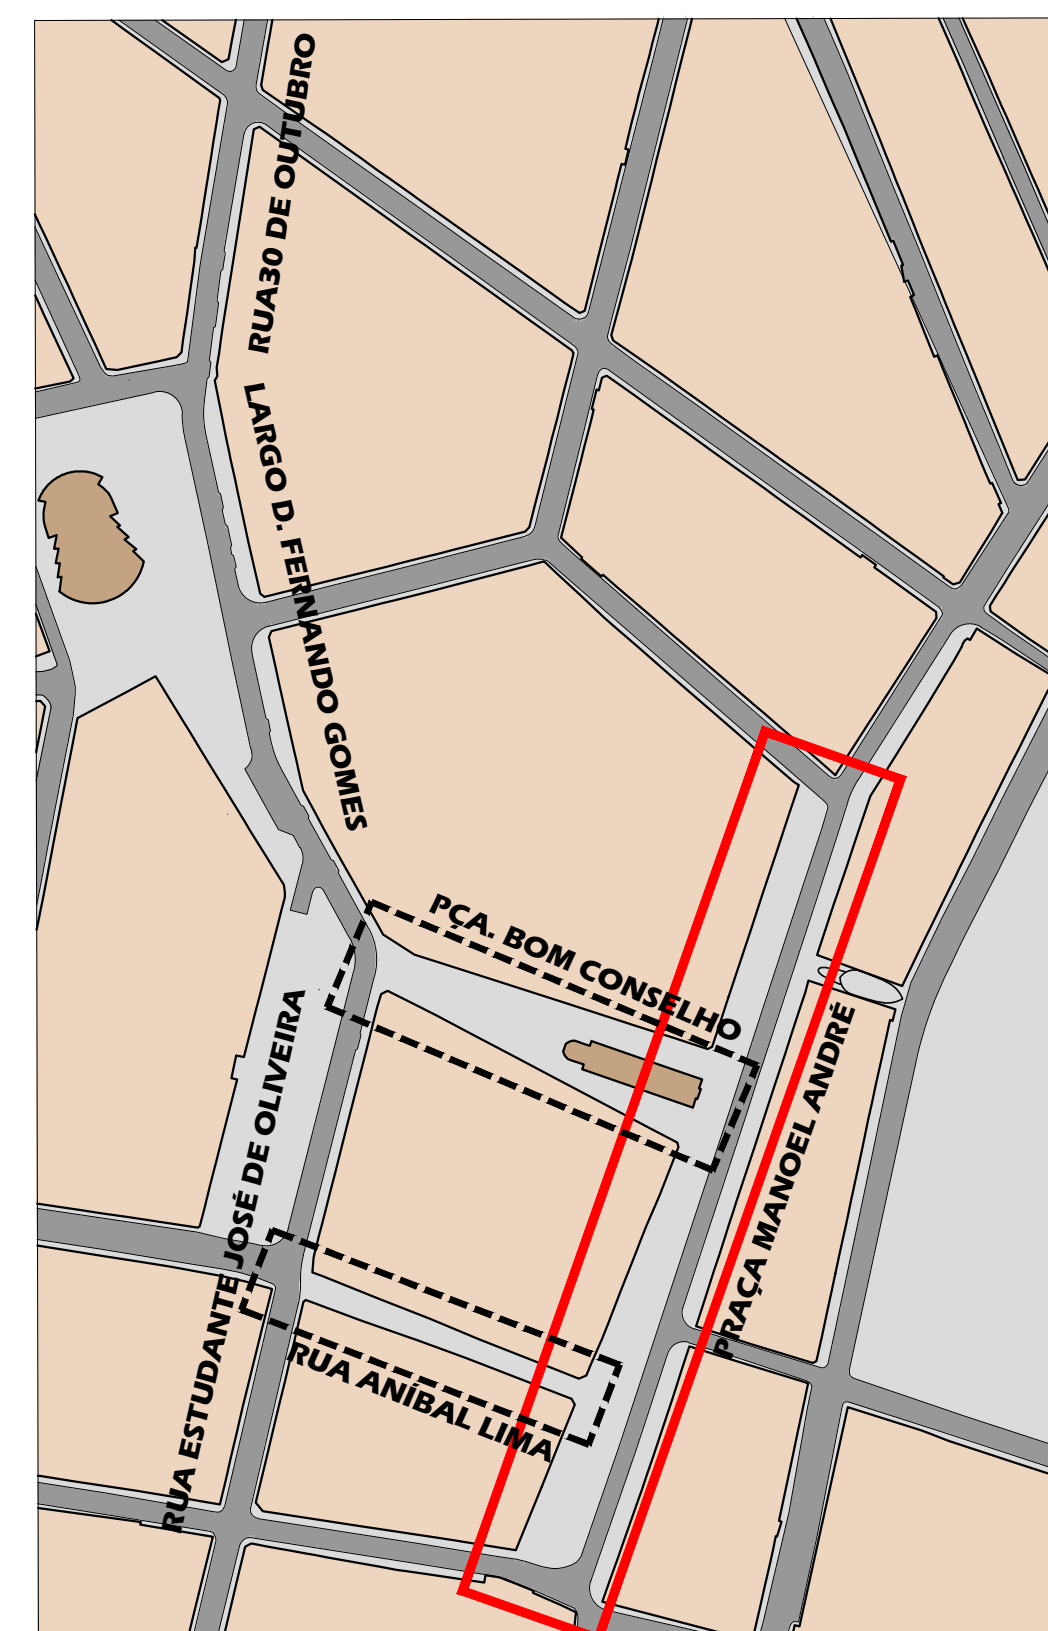 RUA30 DE OUTUBRO
LARGO D. FERNANDO GOMES
PÇA. BOM CONSELHO
RUA ESTUDANTE JOSÉ DE OLIVEIRA
PRAÇA MANOEL ANDRÉ
RUA ANÍBAL LIMA